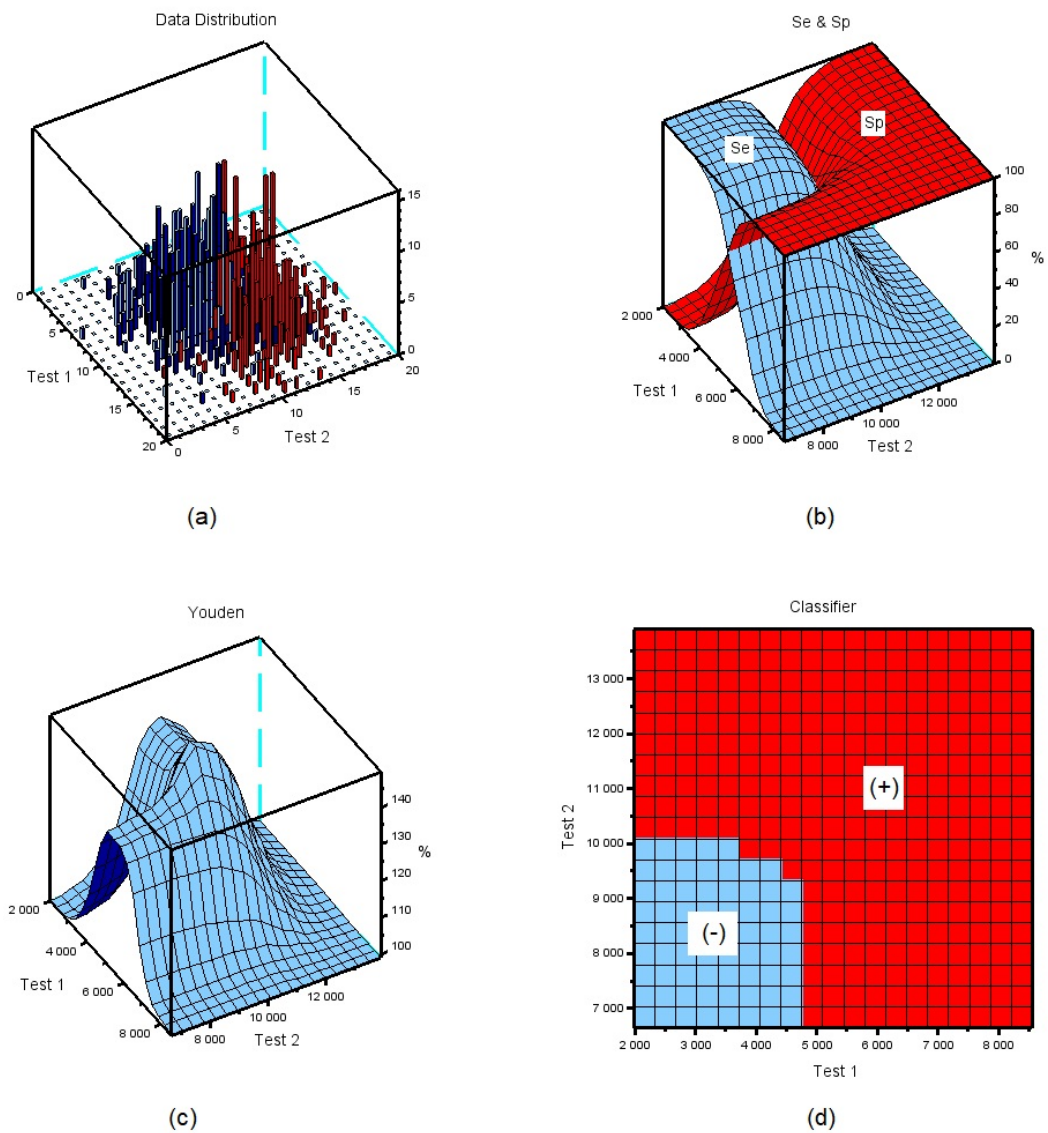 Data Distribution
15
10
5
0
0
5
10
15
20
Test 1
0
5
10
15
20
Test 2
(a)
Se & Sp
Se
Sp
100
80
60
40
20
0
%
2 000
4 000
6 000
8 000
Test 1
8 000
10 000
12 000
Test 2
(b)
Youden
140
130
120
110
100
%
2 000
4 000
6 000
8 000
Test 1
8 000
10 000
12 000
Test 2
(c)
Classifier
13 000
12 000
11 000
10 000
9 000
8 000
7 000
Test 2
(+)
(-)
2 000 3 000 4 000 5 000 6 000 7 000 8 000
Test 1
(d)